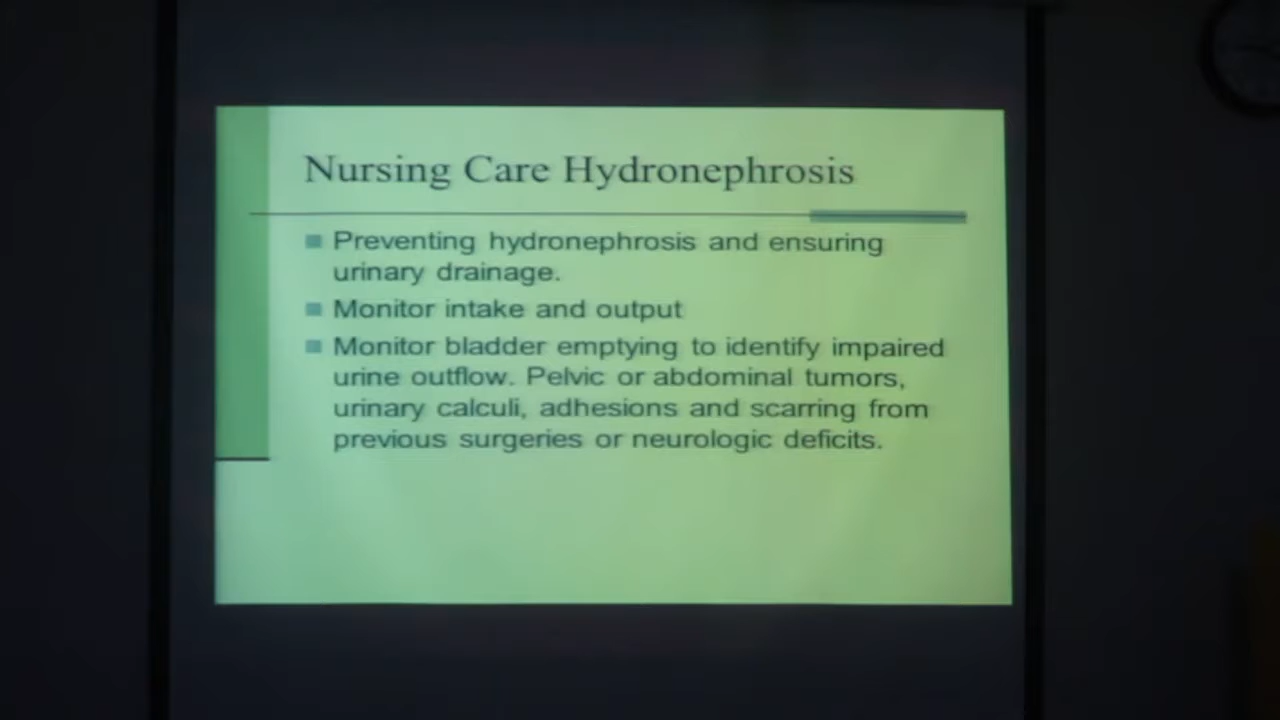 Nursing Care Hydronephrosis
Preventing hydronephrosis and ensuring
urinary drainage.
Monitor intake and output
Monitor bladder emptying to identify impaired
urine outflow. Pelvic or abdominal tumors,
urinary calculi, adhesions and scarring from
previous surgeries or neurologic deficits.